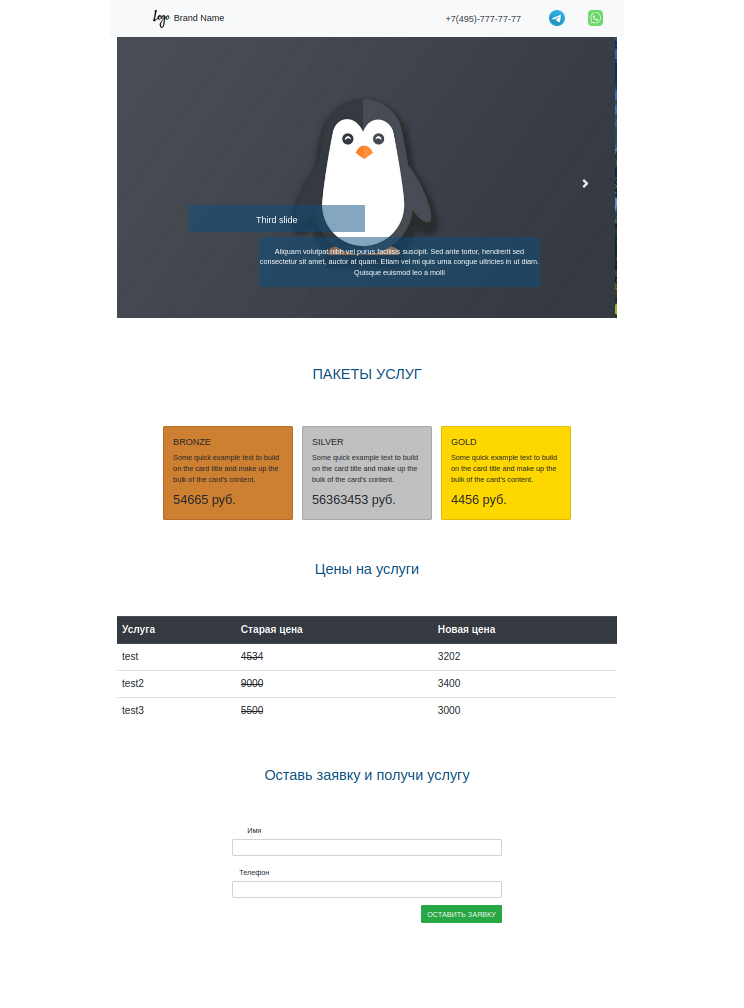 Logo Brand Name +7(495)-777-77-77
Third slide
Aliquam volutpat nibh vel purus facilisis suscipit. Sed ante tortor, hendrerit sed
consectetur sit amet, auctor at quam. Etiam vel mi quis urna congue ultricies in ut diam.
Quisque euismod leo a molli
ПАКЕТЫ УСЛУГ
BRONZE
Some quick example text to build
on the card title and make up the
bulk of the card's content.
54665 руб.
SILVER
Some quick example text to build
on the card title and make up the
bulk of the card's content.
56363453 руб.
GOLD
Some quick example text to build
on the card title and make up the
bulk of the card's content.
4456 руб.
Цены на услуги
Услуга Старая цена Новая цена
test 4534 3202
test2 9000 3400
test3 5500 3000
Оставь заявку и получи услугу
Имя
Телефон
ОСТАВИТЬ ЗАЯВКУ